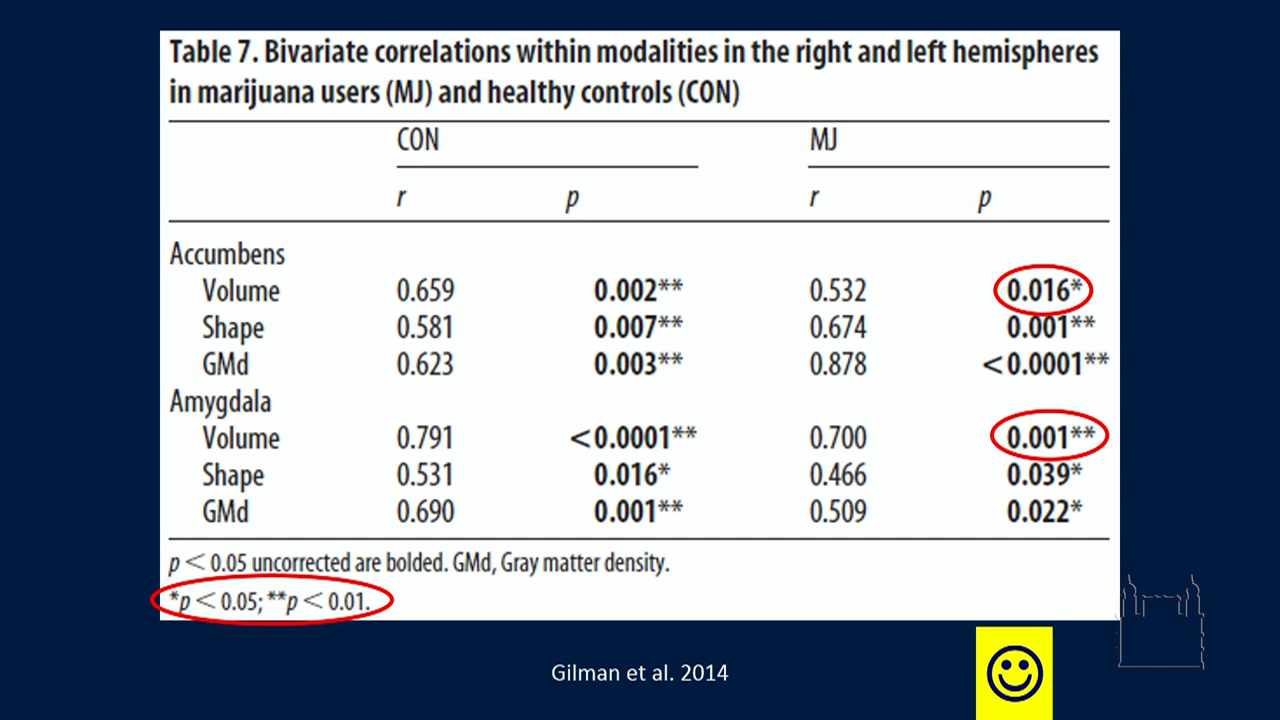 Table 7. Bivariate correlations within modalities in the right and left hemispheres
in marijuana users (MJ) and healthy controls (CON)
CON MJ
r p r p
Accumbens
Volume 0.659 0.002** 0.532 0.016*
Shape 0.581 0.007** 0.674 0.001**
GMd 0.623 0.003** 0.878 <0.0001**
Amygdala
Volume 0.791 <0.0001** 0.700 0.001**
Shape 0.531 0.016* 0.466 0.039*
GMd 0.690 0.001** 0.509 0.022*
p < 0.05 uncorrected are bolded. GMd, Gray matter density.
*p < 0.05; **p < 0.01.
Gilman et al. 2014